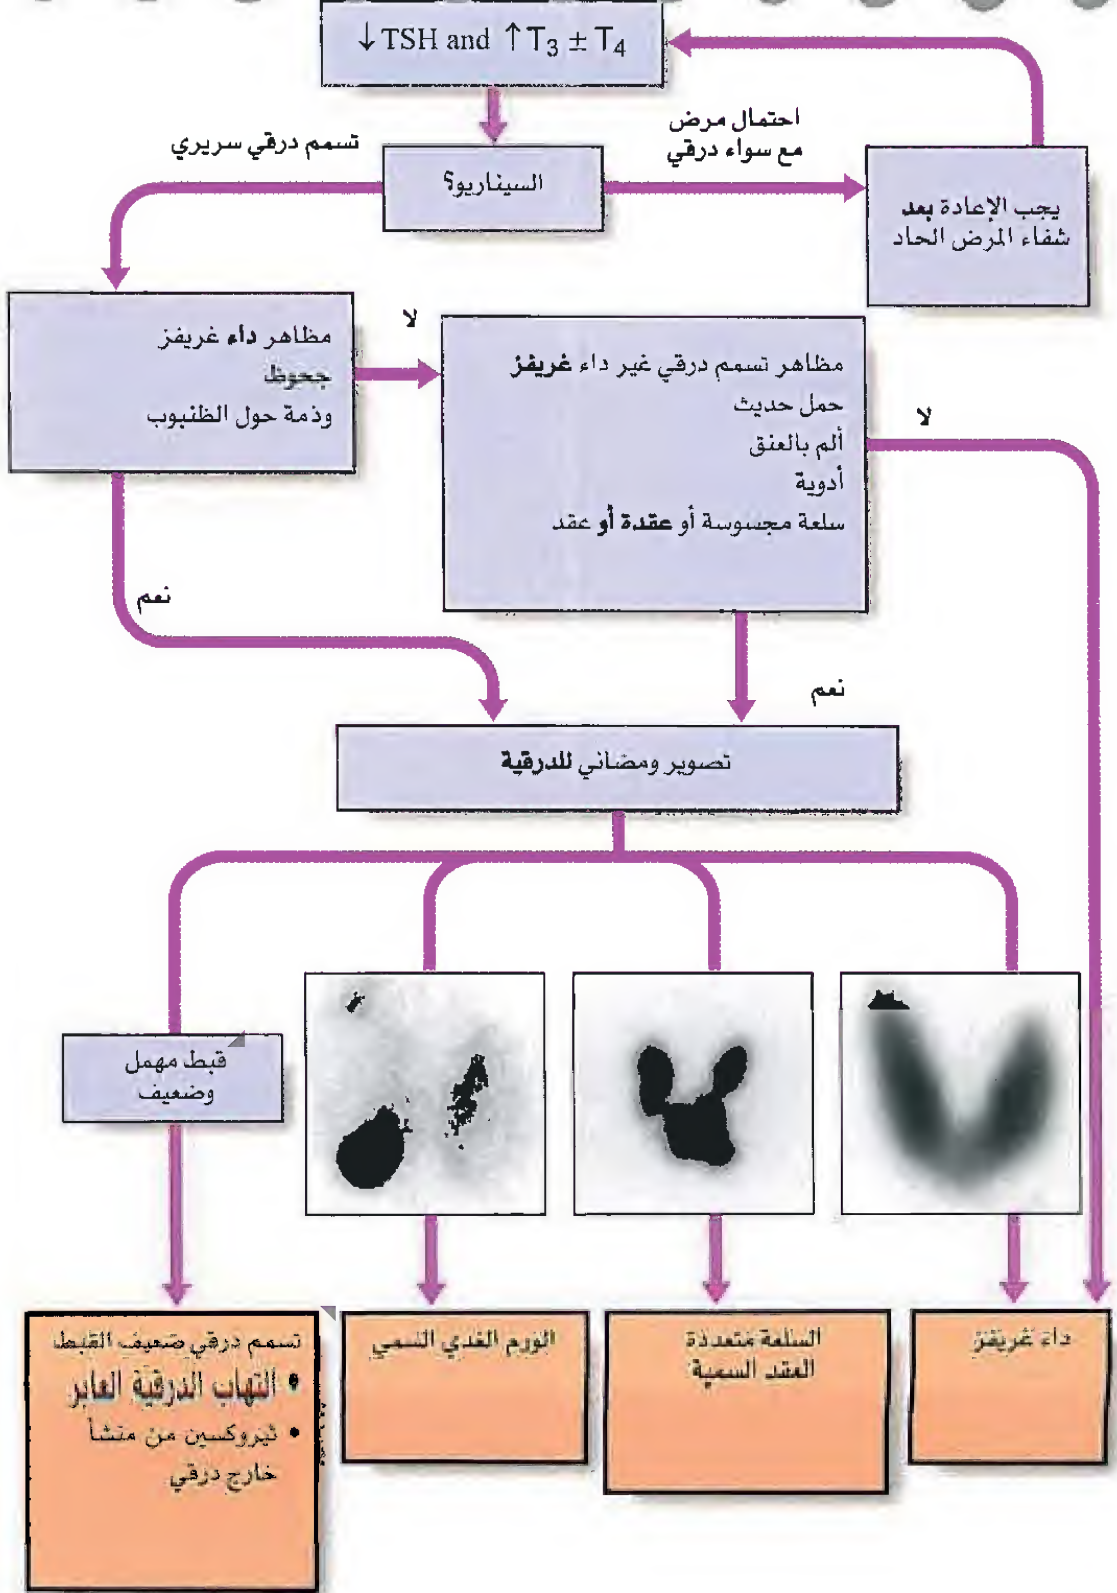 ↓TSH and ↑T₃ ± T₄
احتمال مرض
مع سواء درقي
تسمم درقي سريري
السيناريو؟
يجب الإعادة بعد
شفاء المرض الحاد
مظاهر داء غريفز
جحوظ
وذمة حول الظنبوب
لا
مظاهر تسمم درقي غير داء غريفز
حمل حديث
ألم بالعنق
أدوية
سلعة مجسوسة أو عقدة أو عقد
لا
نعم
نعم
تصوير ومضاني للدرقية
قبط مهمل
وضعيف
داء غريفز
السلعة متعددة
العقد السمية
الورم الغدي السمي
تسمم درقي ضعيف القبط
• التهاب الدرقية العابر
• ثيروكسين من منشأ
خارج درقي